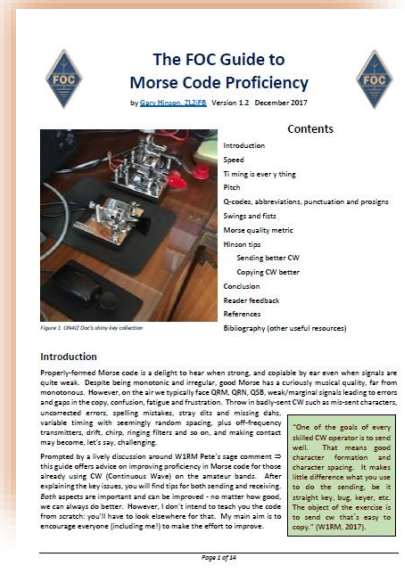 FOC
The FOC Guide to
FOC
Morse Code Proficiency
by Gary Hinson, ZL2iFB Version 1.2 December 2017
Contents
Introduction
Speed
Ti ming is ever y thing
Pitch
Q-codes, abbreviations, punctuation and prosigns
Swings and fists
Morse quality metric
Hinson tips
Sending better CW
Copying CW better
Conclusion
Reader feedback
References
Bibliography (other useful resources)
Figure 1 ON4IZ Doc's shiny key collection
Introduction
Properly-formed Morse code is a delight to hear when strong, and copiable by ear even when signals are
quite weak. Despite being monotonic and irregular, good Morse has a curiously musical quality, far from
monotonous. However, on the air we typically face QRM, QRN, QSB, weak/marginal signals leading to errors
and gaps in the copy, confusion, fatigue and frustration. Throw in badly-sent CW such as mis-sent characters,
uncorrected errors, spelling mistakes, stray dits and missing dahs,
variable timing with seemingly random spacing, plus off-frequency
transmitters, drift, chirp, ringing filters and so on, and making contact
may become, let's say, challenging.
Prompted by a lively discussion around W1RM Pete's sage comment ⇒
this guide offers advice on improving proficiency in Morse code for those
already using CW (Continuous Wave) on the amateur bands. After
explaining the key issues, you will find tips for both sending and receiving.
Both aspects are important and can be improved - no matter how good,
we can always do better. However, I don't intend to teach you the code
from scratch: you'll have to look elsewhere for that. My main aim is to
encourage everyone (including me!) to make the effort to improve.
"One of the goals of every
skilled CW operator is to send
well. That means good
character formation and
character spacing. It makes
little difference what you use
to do the sending, be it
straight key, bug, keyer, etc.
The object of the exercise is
to send cw that's easy to
copy." (W1RM, 2017).
Page 1 of 14